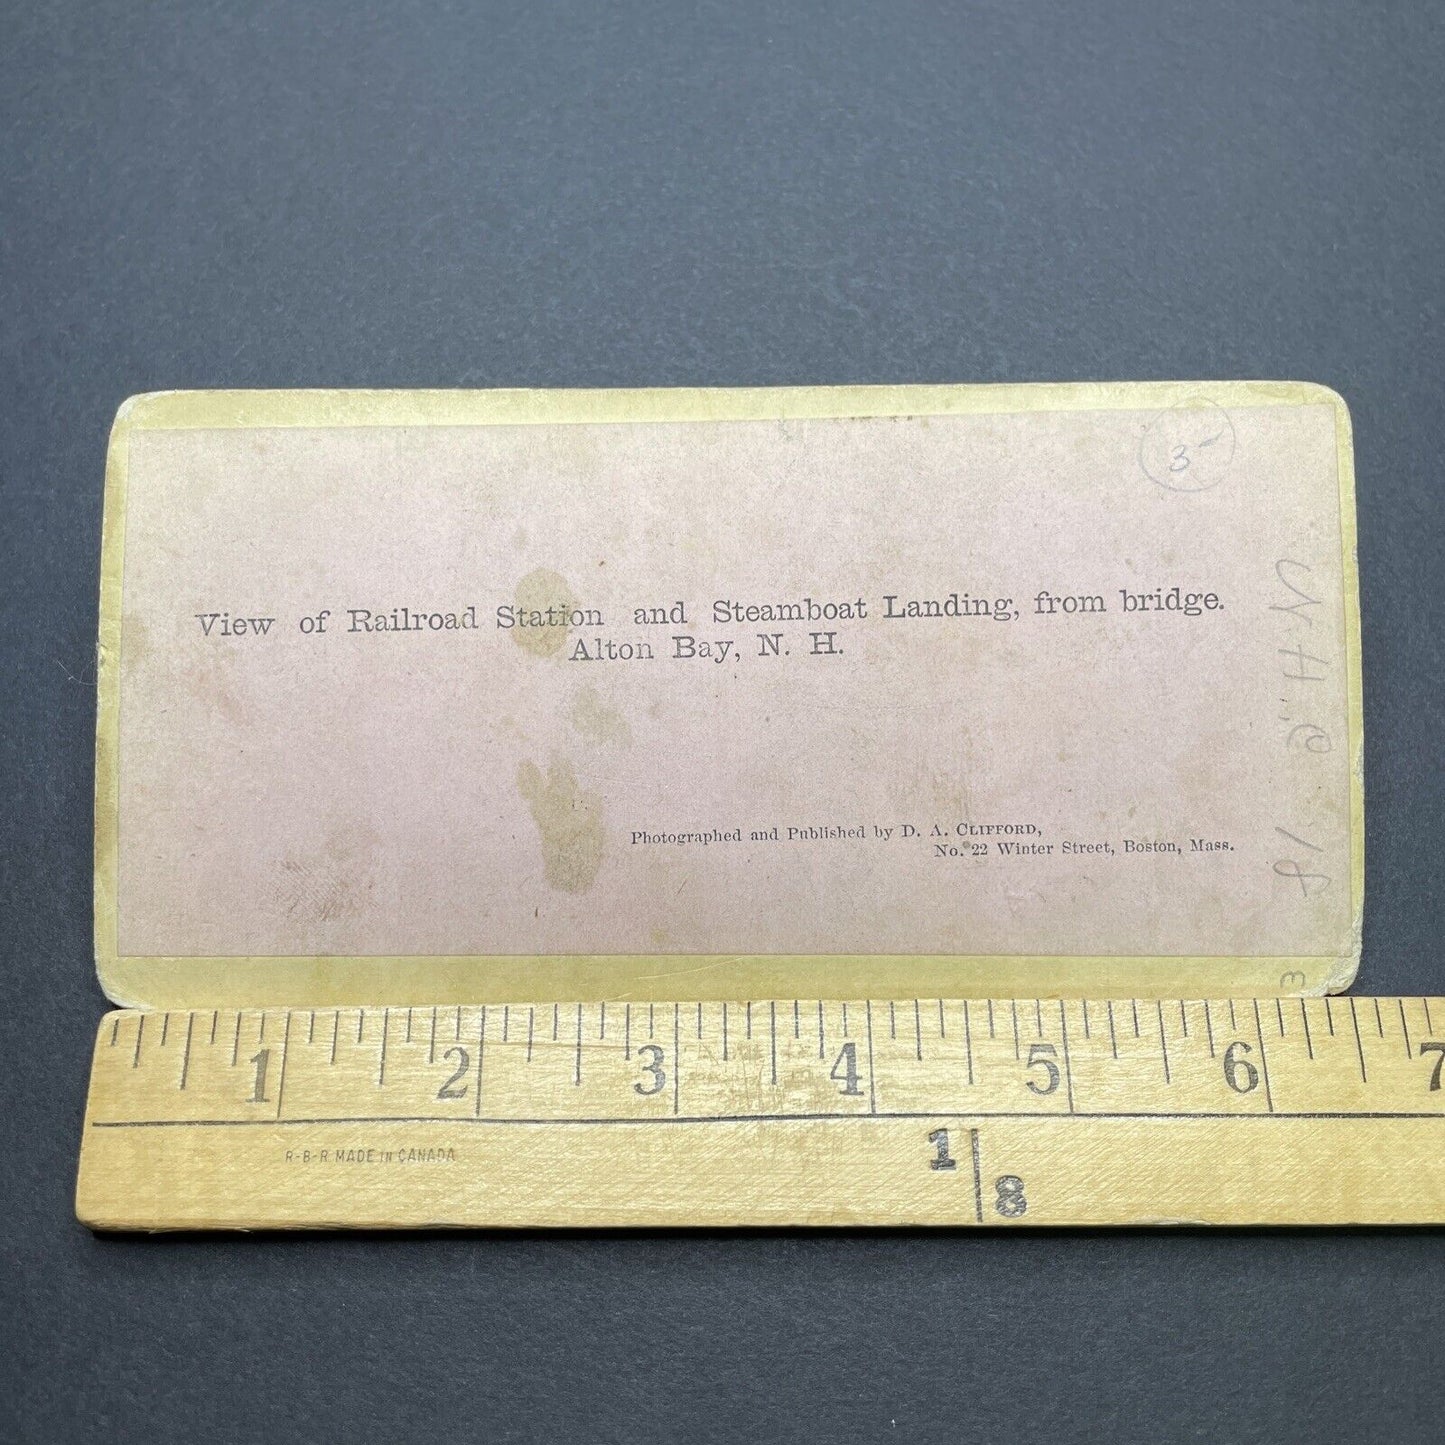 3-
View of Railroad Station and Steamboat Landing, from bridge.
Alton Bay, N. H.
Photographed and Published by D. A. CLIFFORD,
No. 22 Winter Street, Boston, Mass.
3
1 2 3 4 5 6 7
R-B-R MADE IN CANADA
1
8